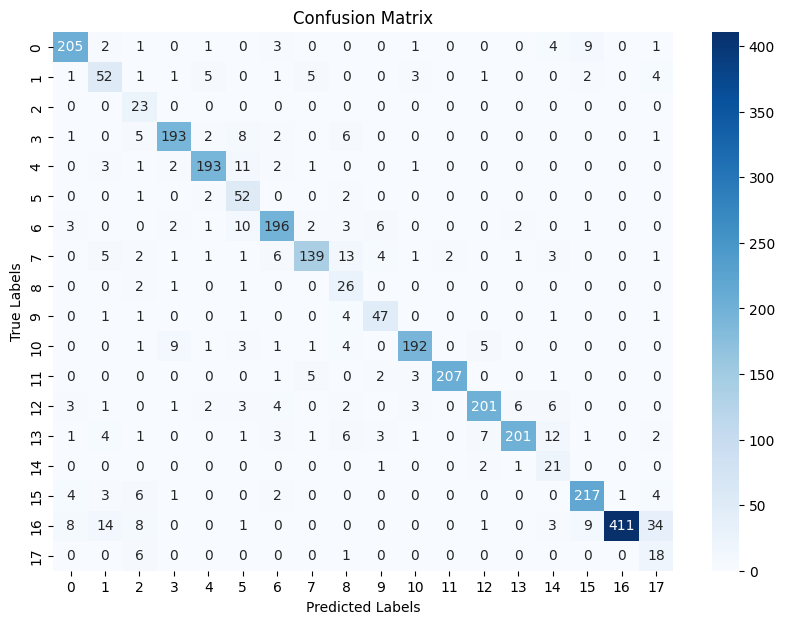 Confusion Matrix
0 205 2 1 0 1 0 3 0 0 0 1 0 0 0 4 9 0 1
1 1 52 1 1 5 0 1 5 0 0 3 0 1 0 0 2 0 4
2 0 0 23 0 0 0 0 0 0 0 0 0 0 0 0 0 0 0
3 1 0 5 193 2 8 2 0 6 0 0 0 0 0 0 0 0 1
4 0 3 1 2 193 11 2 1 0 0 1 0 0 0 0 0 0 0
5 0 0 1 0 2 52 0 0 2 0 0 0 0 0 0 0 0 0
6 3 0 0 2 1 10 196 2 3 6 0 0 0 2 0 1 0 0
7 0 5 2 1 1 1 6 139 13 4 1 2 0 1 3 0 0 1
8 0 0 2 1 0 1 0 0 26 0 0 0 0 0 0 0 0 0
9 0 1 1 0 0 1 0 0 4 47 0 0 0 0 1 0 0 1
10 0 0 1 9 1 3 1 1 4 0 192 0 5 0 0 0 0 0
11 0 0 0 0 0 0 1 5 0 2 3 207 0 0 1 0 0 0
12 3 1 0 1 2 3 4 0 2 0 3 0 201 6 6 0 0 0
13 1 4 1 0 0 1 3 1 6 3 1 0 7 201 12 1 0 2
14 0 0 0 0 0 0 0 0 0 1 0 0 2 1 21 0 0 0
15 4 3 6 1 0 0 2 0 0 0 0 0 0 0 0 217 1 4
16 8 14 8 0 0 1 0 0 0 0 0 0 1 0 3 9 411 34
17 0 0 6 0 0 0 0 0 1 0 0 0 0 0 0 0 0 18
0 1 2 3 4 5 6 7 8 9 10 11 12 13 14 15 16 17
Predicted Labels
True Labels
400
350
300
250
200
150
100
50
0